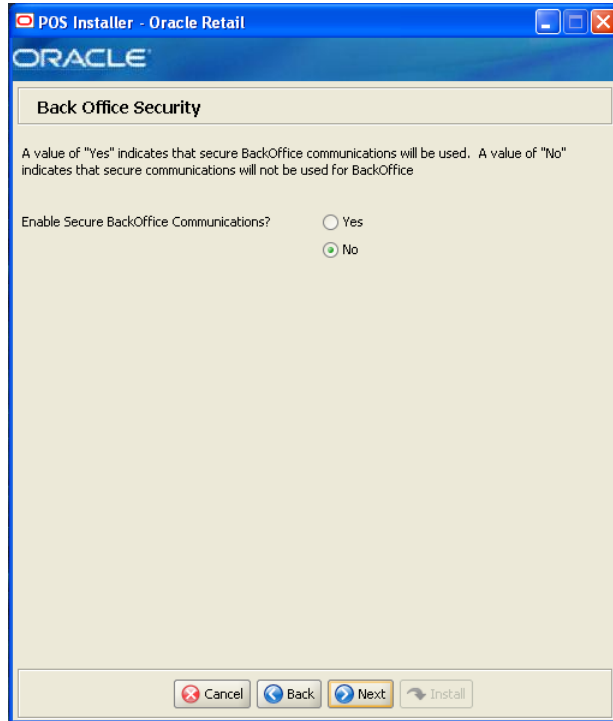 POS Installer - Oracle Retail
ORACLE
Back Office Security
A value of "Yes" indicates that secure BackOffice communications will be used.  A value of "No"
indicates that secure communications will not be used for BackOffice
Enable Secure BackOffice Communications?
Yes
No
Cancel
Back
Next
Install